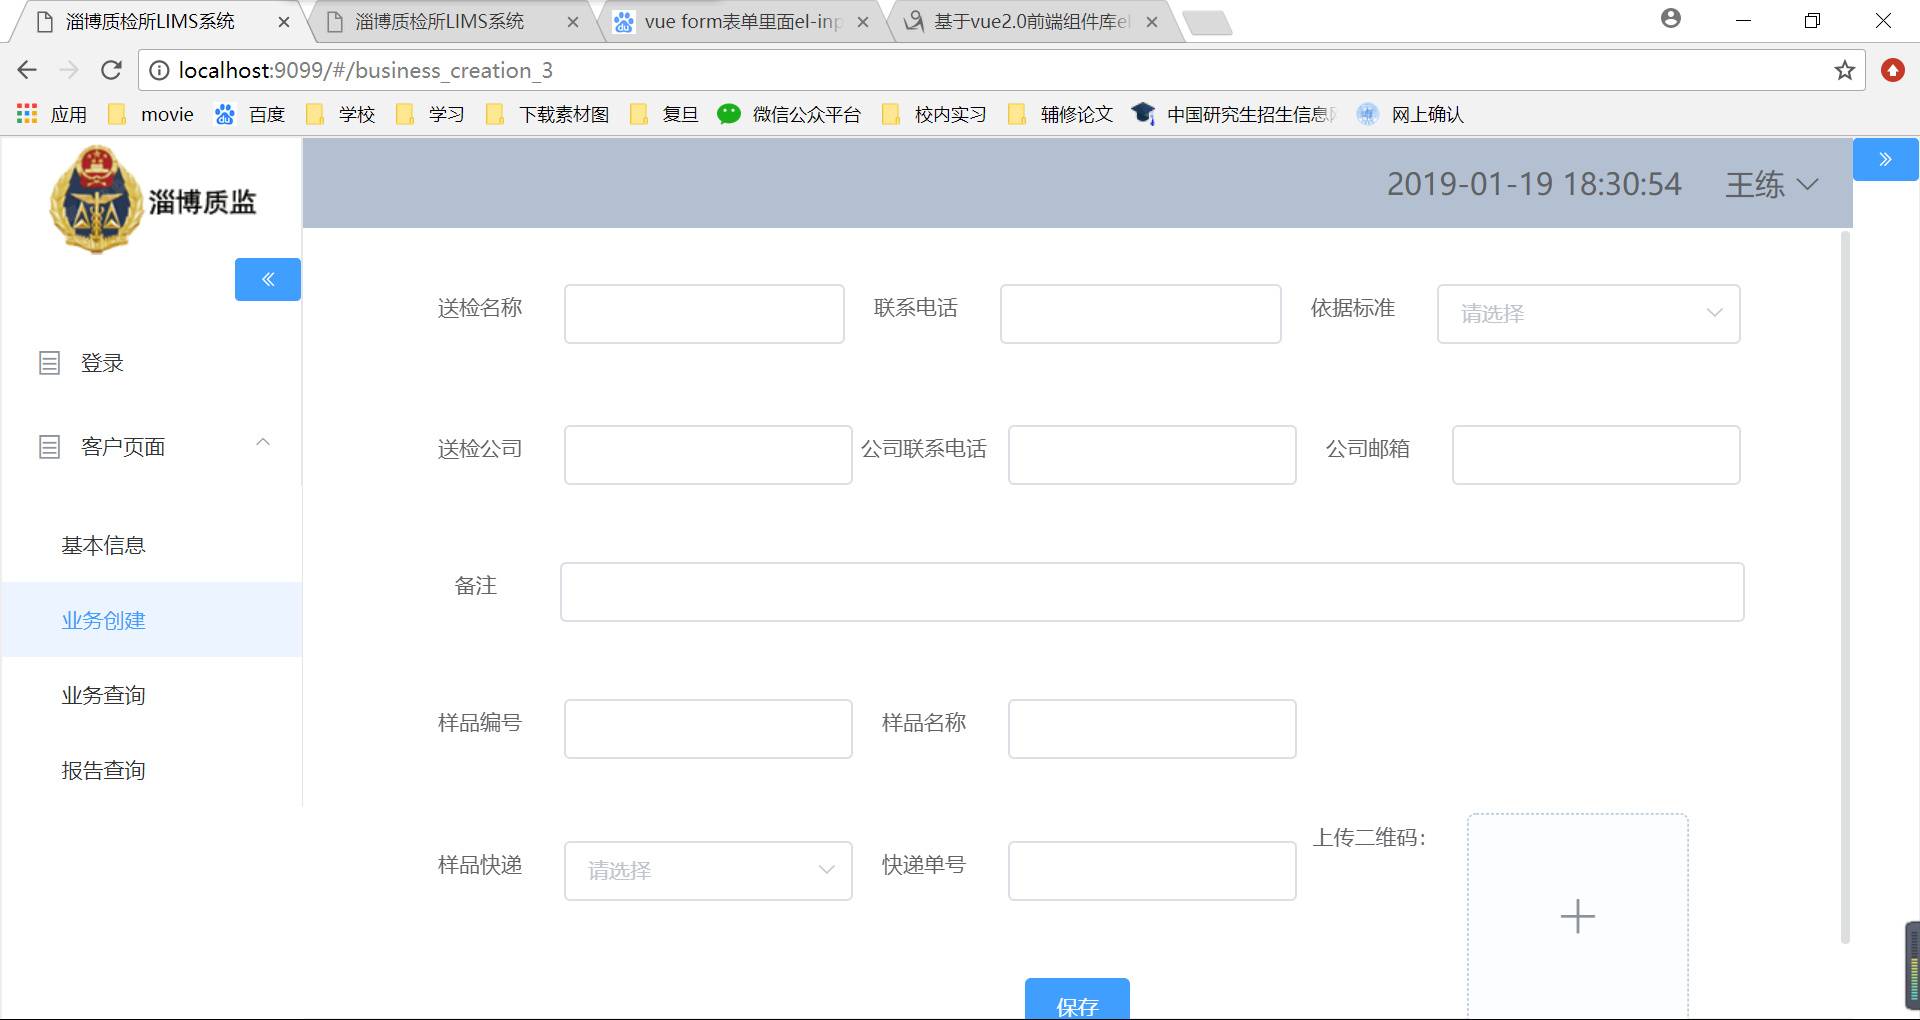 淄博质检所LIMS系统
淄博质检所LIMS系统
vue form表单里面el-inp
基于vue2.0前端组件库el
localhost:9099/#/business_creation_3
应用
movie
百度
学校
学习
下载素材图
复旦
微信公众平台
校内实习
辅修论文
中国研究生招生信息网
网上确认
淄博质监
2019-01-19 18:30:54
王练
登录
客户页面
基本信息
业务创建
业务查询
报告查询
送检名称
联系电话
依据标准
请选择
送检公司
公司联系电话
公司邮箱
备注
样品编号
样品名称
样品快递
请选择
快递单号
上传二维码：
保存